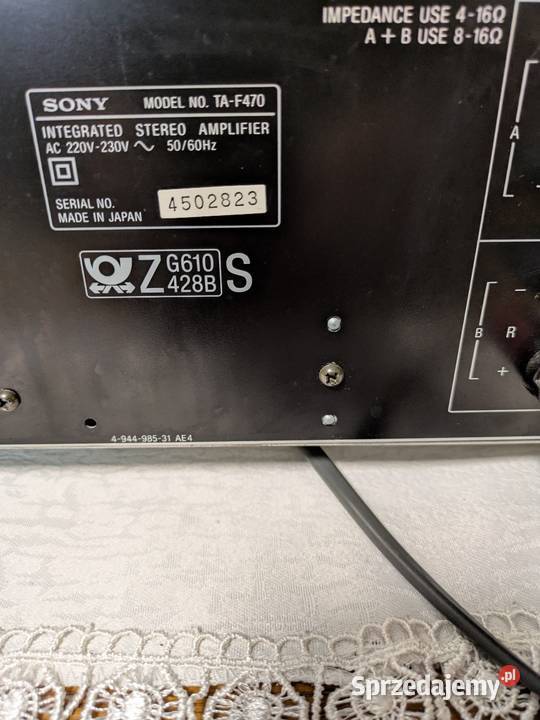 IMPEDANCE USE 4-16Ω
A + B USE 8-16Ω
SONY MODEL NO. TA-F470
INTEGRATED STEREO AMPLIFIER
AC 220V-230V ~ 50/60Hz
SERIAL NO. 4502823
MADE IN JAPAN
Z G610 S
428B
A
B R
−
+
4-944-985-31 AE4
Sprzedajemy.pl